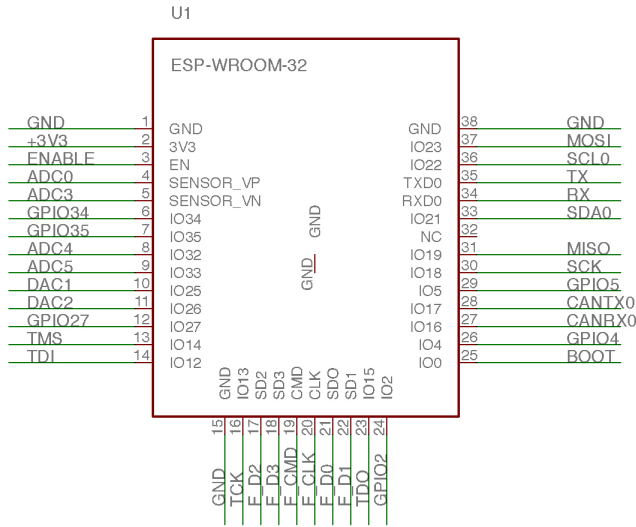 U1
ESP-WROOM-32
GND 1 GND
+3V3 2 3V3
ENABLE 3 EN
ADC0 4 SENSOR_VP
ADC3 5 SENSOR_VN
GPIO34 6 IO34
GPIO35 7 IO35
ADC4 8 IO32
ADC5 9 IO33
DAC1 10 IO25
DAC2 11 IO26
GPIO27 12 IO27
TMS 13 IO14
TDI 14 IO12
GND
GND
GND 38 GND
IO23 37 MOSI
IO22 36 SCL0
TXD0 35 TX
RXD0 34 RX
IO21 33 SDA0
NC 32
IO19 31 MISO
IO18 30 SCK
IO5 29 GPIO5
IO17 28 CANTX0
IO16 27 CANRX0
IO4 26 GPIO4
IO0 25 BOOT
GND 15 GND
IO13 16 TCK
SD2 17 F_D2
SD3 18 F_D3
CMD 19 F_CMD
CLK 20 F_CLK
SDO 21 F_D0
SD1 22 F_D1
IO15 23 TDO
IO2 24 GPIO2